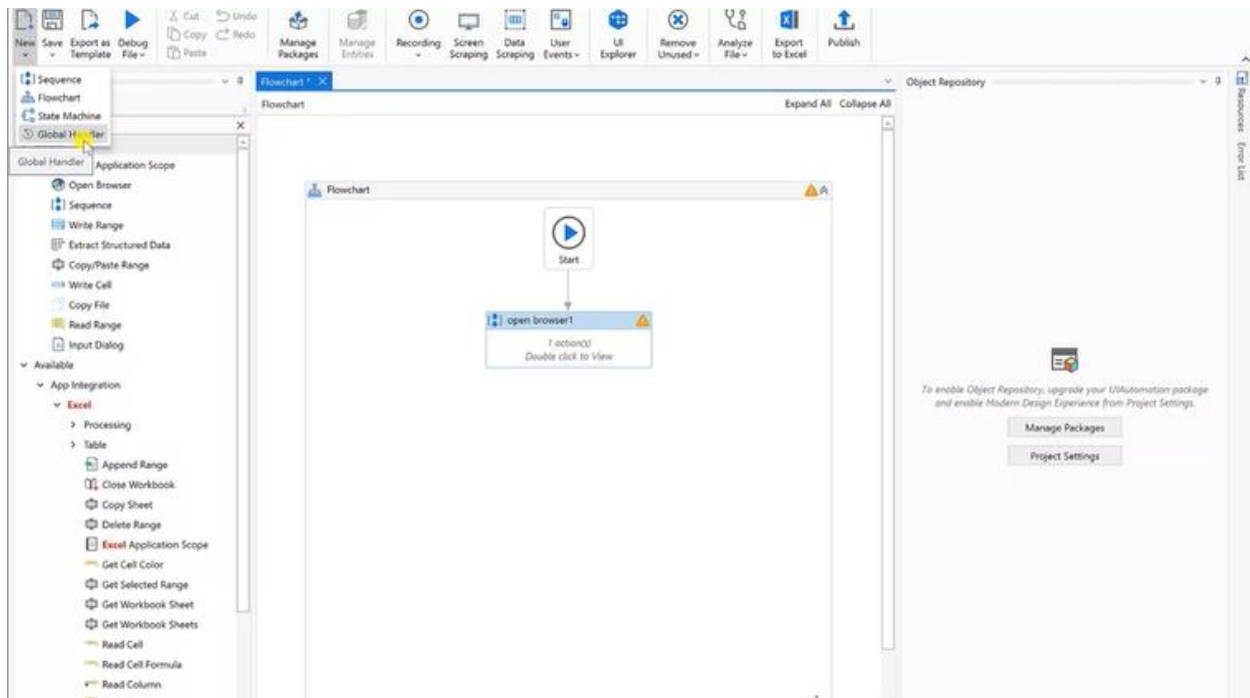 New Save Export as Template Debug File Cut Copy Paste Undo Redo Manage Packages Manage Entities Recording Screen Scraping Data Scraping User Events UI Explorer Remove Unused Analyze File Export to Excel Publish
Sequence
Flowchart
State Machine
Global Handler
Global Handler
Application Scope
Open Browser
Sequence
Write Range
Extract Structured Data
Copy/Paste Range
Write Cell
Copy File
Read Range
Input Dialog
Available
App Integration
Excel
Processing
Table
Append Range
Close Workbook
Copy Sheet
Delete Range
Excel Application Scope
Get Cell Color
Get Selected Range
Get Workbook Sheet
Get Workbook Sheets
Read Cell
Read Cell Formula
Read Column
Flowchart *
Flowchart
Expand All Collapse All
Flowchart
Start
open browser1
1 action(s)
Double click to View
Object Repository
To enable Object Repository, upgrade your UIAutomation package
and enable Modern Design Experience from Project Settings.
Manage Packages
Project Settings
Resources
Error List